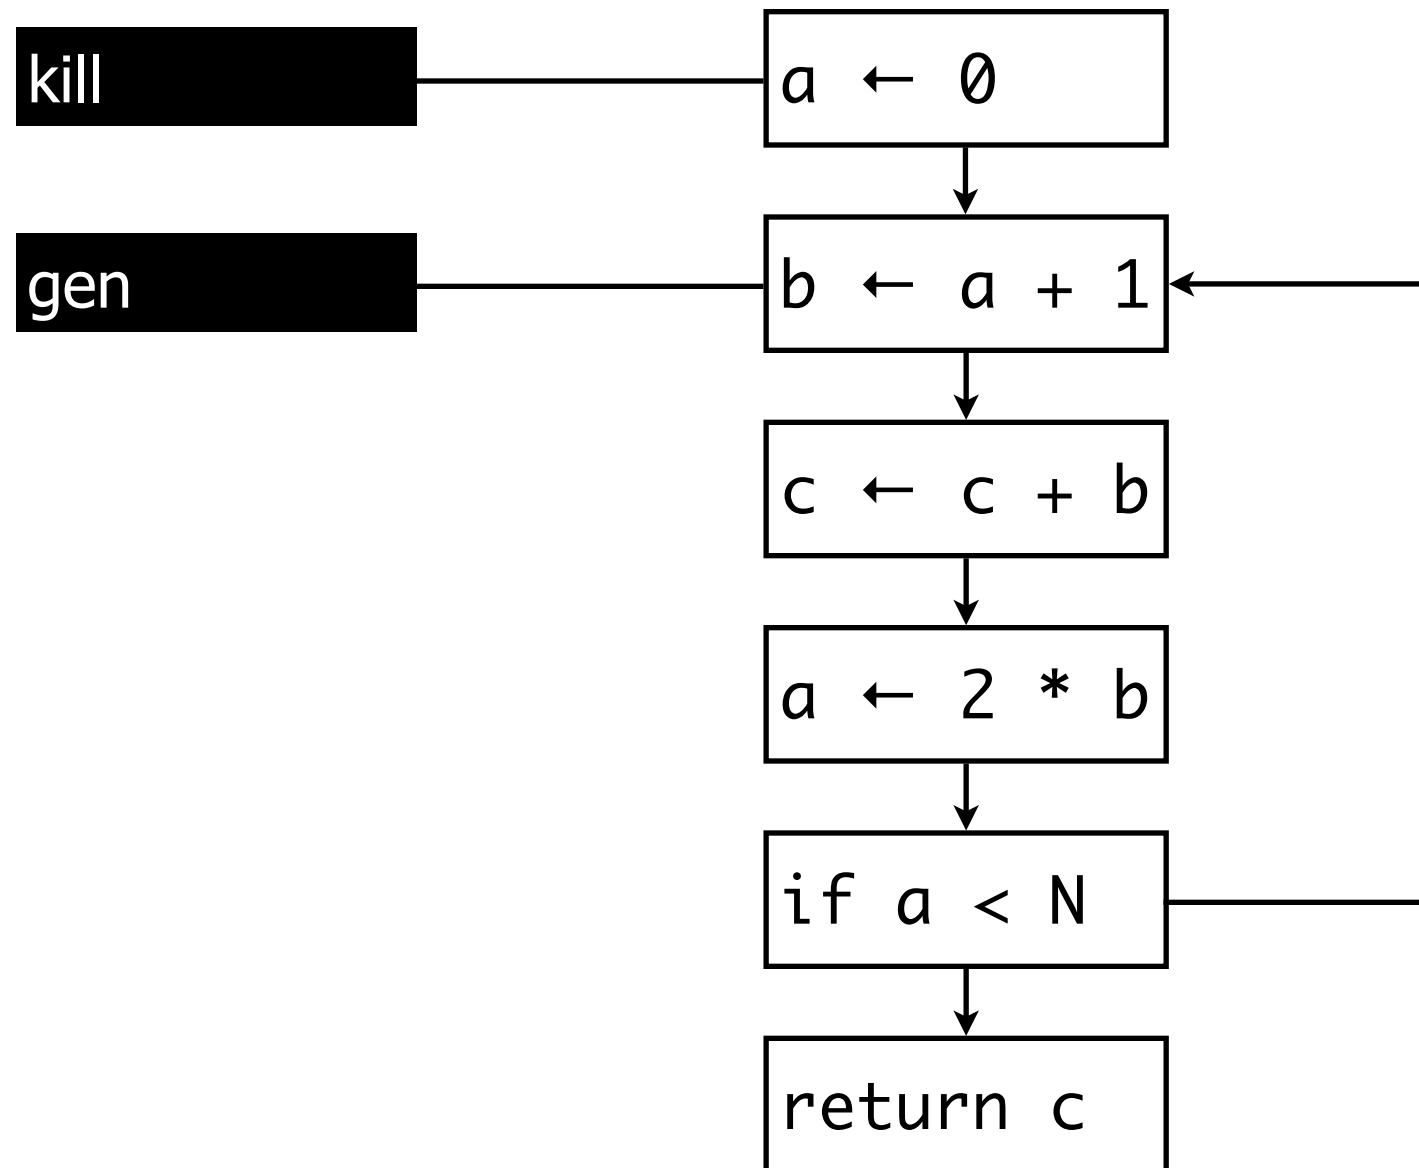 kill
a ← 0
gen
b ← a + 1
c ← c + b
a ← 2 * b
if a < N
return c